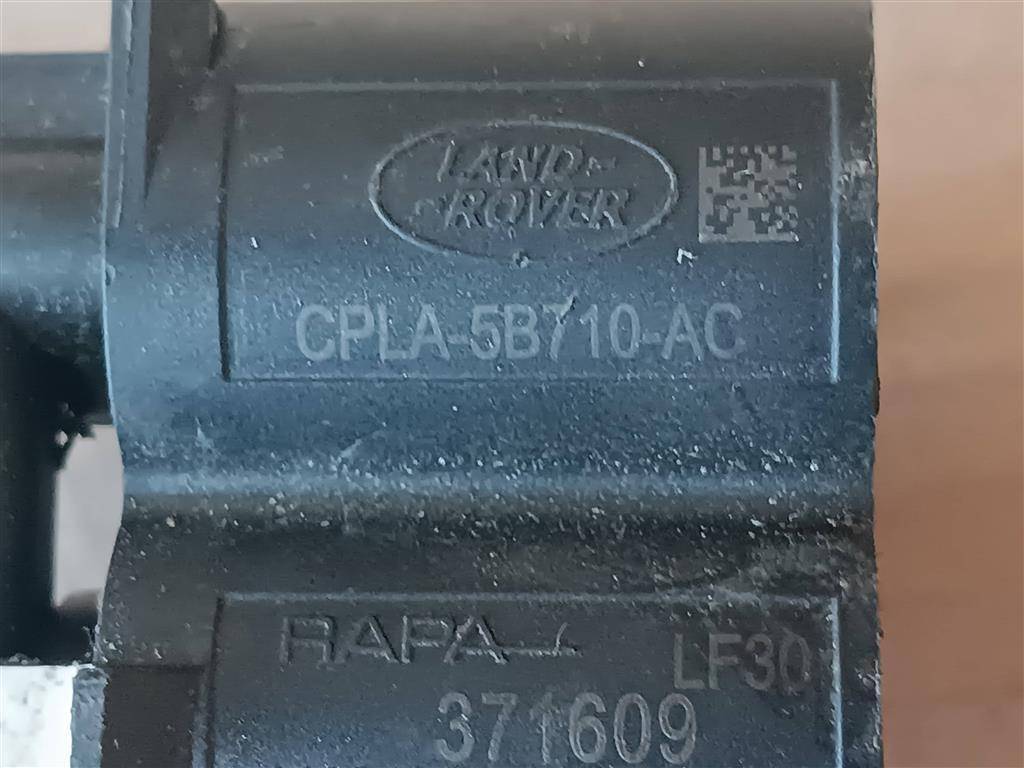 LAND
ROVER
CPLA-5B710-AC
RAPA
LF30
371609